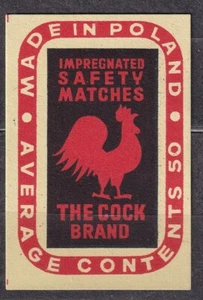 MADE IN POLAND
IMPREGNATED
SAFETY
MATCHES
THE COCK
BRAND
AVERAGE CONTENTS 50